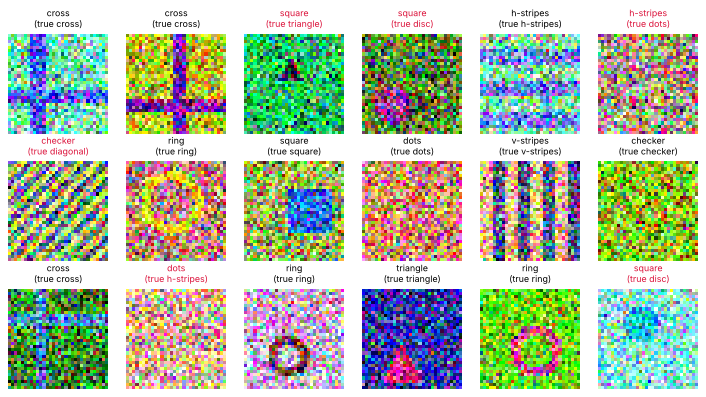 cross
(true cross)
cross
(true cross)
square
(true triangle)
square
(true disc)
h-stripes
(true h-stripes)
h-stripes
(true dots)
checker
(true diagonal)
ring
(true ring)
square
(true square)
dots
(true dots)
v-stripes
(true v-stripes)
checker
(true checker)
cross
(true cross)
dots
(true h-stripes)
ring
(true ring)
triangle
(true triangle)
ring
(true ring)
square
(true disc)